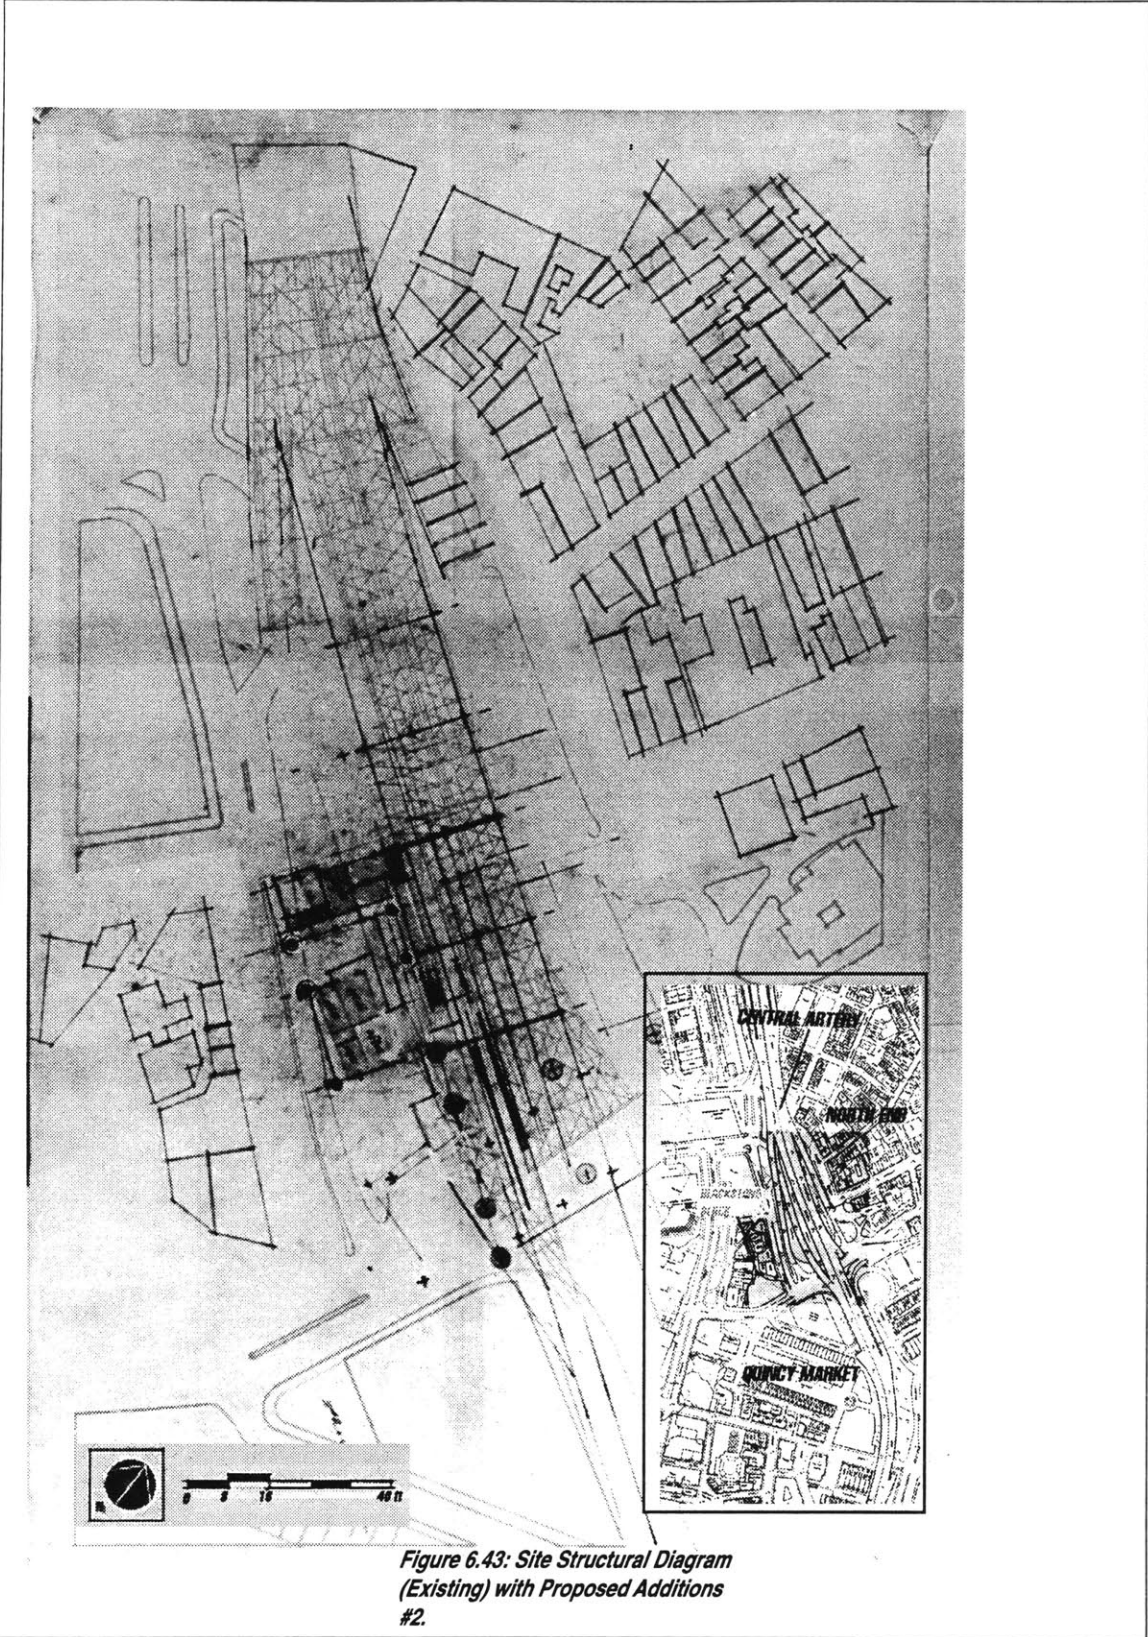 CENTRAL ARTERY
NORTH END
BLACKSTONE
QUINCY MARKET
0 8 16 40 ft
Figure 6.43: Site Structural Diagram
(Existing) with Proposed Additions
#2.